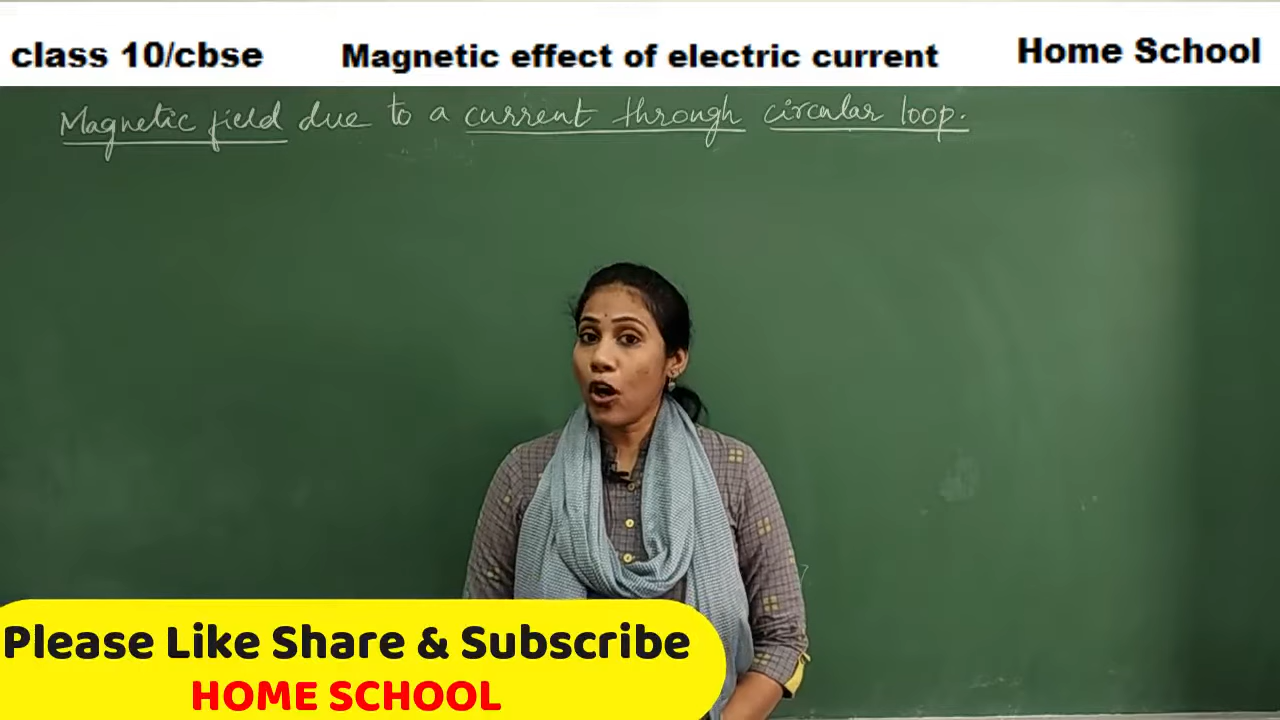 class 10/cbse Magnetic effect of electric current Home School
Magnetic field due to a current through circular loop.
Please Like Share & Subscribe
HOME SCHOOL